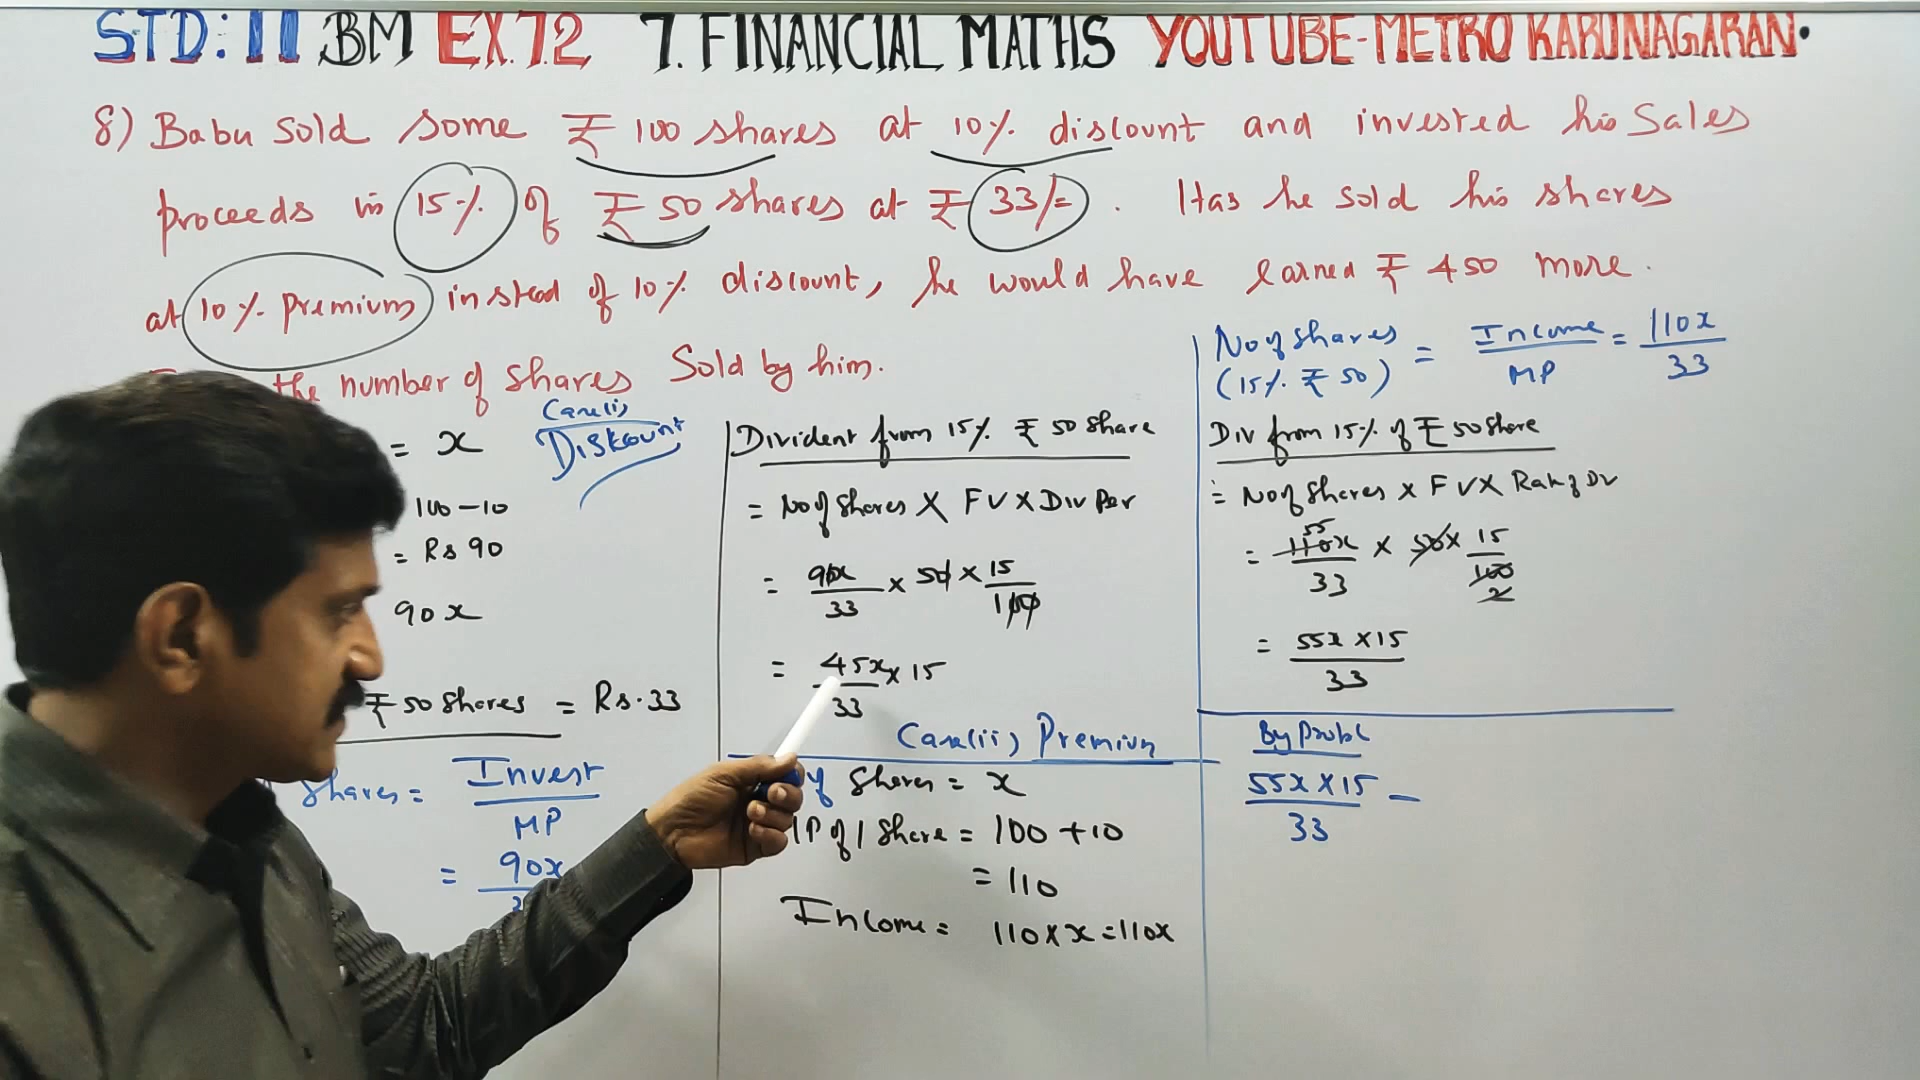 STD: 11 BM EX.7.2 7. FINANCIAL MATHS YOUTUBE-METRO KARUNAGARAN.
8) Babu sold some ₹ 100 shares at 10% discount and invested his sales
proceeds in 15% of ₹ 50 shares at ₹ 33/= . Has he sold his shares
at 10% premium instead of 10% discount, he would have earned ₹ 450 more.
the number of shares sold by him.
= x
Case(i)
Diskount
100-10
= Rs 90
90x
₹ 50 shares = Rs. 33
shares = Invest
MP
= 90x
Divident from 15% ₹ 50 share
= No of shares X FV X Div Per
= 90x/33 x 50 x 15/100
= 45x/33 x 15
Case(ii) Premium
of shares = x
MP of 1 share = 100 + 10
= 110
Income = 110 x x = 110x
No of shares = Income = 110x
(15% ₹ 50) MP 33
Div from 15% of ₹ 50 share
= No of shares x FV x Rate of Div
55
= 110x/33 x 50 x 15/100
2
= 55x x 15
33
By Probl
55x X 15 -
33